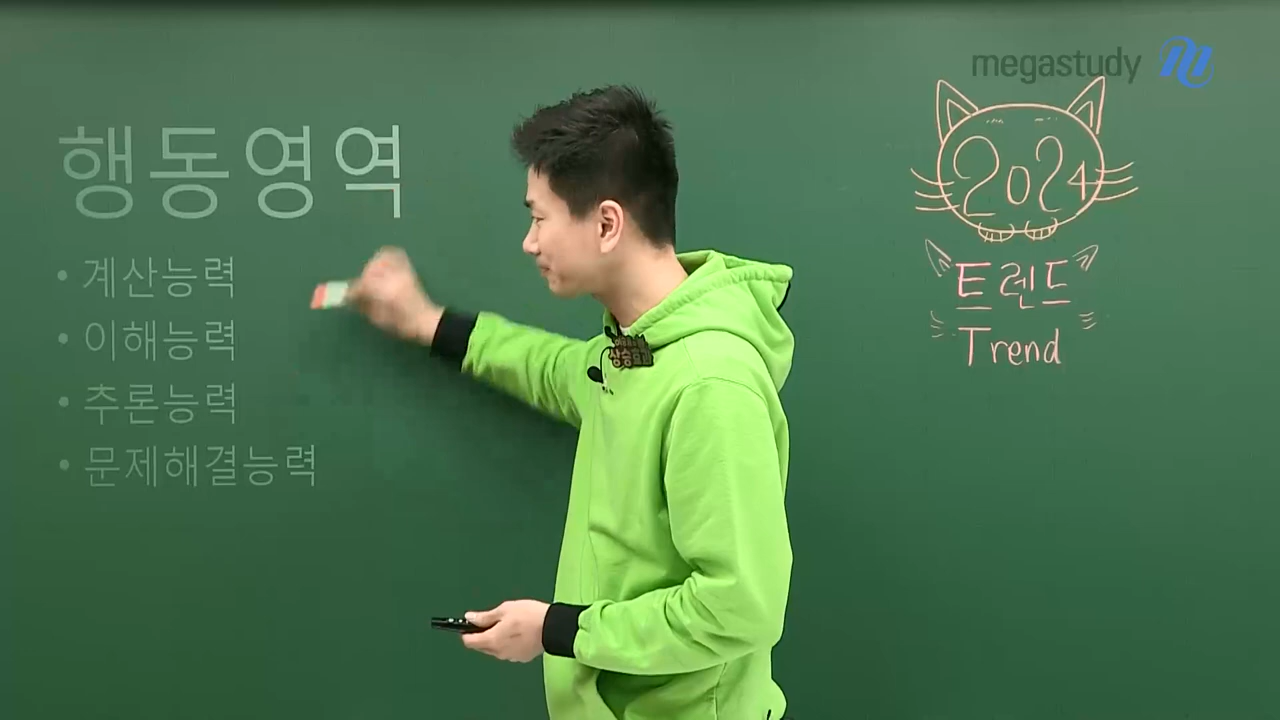 megastudy
행동영역
• 계산능력
• 이해능력
• 추론능력
• 문제해결능력
2024
트렌드
Trend